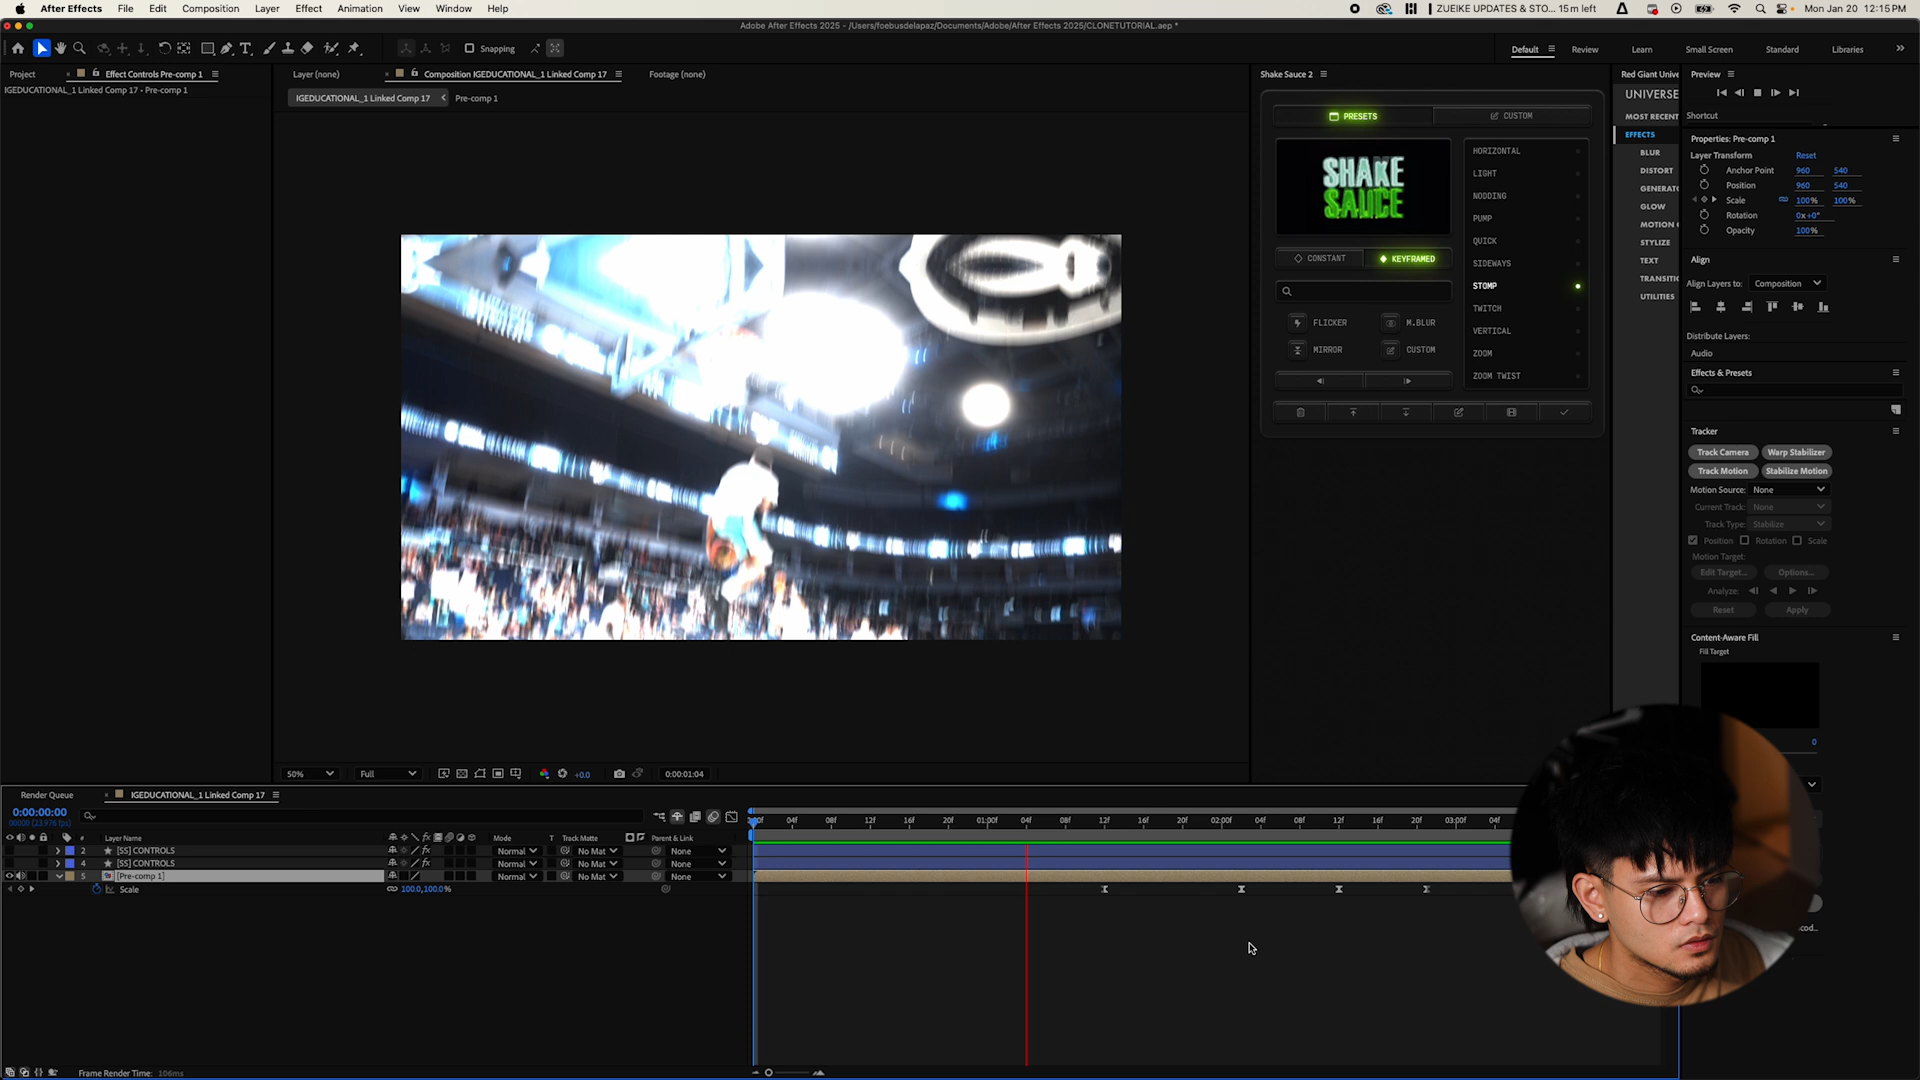 After Effects File Edit Composition Layer Effect Animation View Window Help ZUEIKE UPDATES & STO... 15 m left Mon Jan 20 12:15 PM
Adobe After Effects 2025 - /Users/foebusdelapaz/Documents/Adobe/After Effects 2025/CLONETUTORIAL.aep *
Snapping Default Review Learn Small Screen Standard Libraries
Project Effect Controls Pre-comp 1 Layer (none) Composition IGEDUCATIONAL_1 Linked Comp 17 Footage (none)
IGEDUCATIONAL_1 Linked Comp 17 • Pre-comp 1
IGEDUCATIONAL_1 Linked Comp 17 Pre-comp 1
Shake Sauce 2
PRESETS CUSTOM
SHAKE
SAUCE
CONSTANT KEYFRAMED
FLICKER M.BLUR
MIRROR CUSTOM
HORIZONTAL
LIGHT
NODDING
PUMP
QUICK
SIDEWAYS
STOMP
TWITCH
VERTICAL
ZOOM
ZOOM TWIST
Red Giant Unive
UNIVERSE
MOST RECENT
EFFECTS
BLUR
DISTORT
GENERAT
GLOW
MOTION
STYLIZE
TEXT
TRANSITI
UTILITIES
Preview
Shortcut
Properties: Pre-comp 1
Layer Transform Reset
Anchor Point 960 540
Position 960 540
Scale 100% 100%
Rotation 0x+0°
Opacity 100%
Align
Align Layers to: Composition
Distribute Layers:
Audio
Effects & Presets
Tracker
Track Camera Warp Stabilizer
Track Motion Stabilize Motion
Motion Source: None
Current Track: None
Track Type: Stabilize
Position Rotation Scale
Motion Target:
Edit Target... Options...
Analyze:
Reset Apply
Content-Aware Fill
Fill Target
0
50% Full +0.0 0:00:01:04
Render Queue IGEDUCATIONAL_1 Linked Comp 17
0:00:00:00
00000 (23.976 fps)
04f 08f 12f 16f 20f 01:00f 04f 08f 12f 16f 20f 02:00f 04f 08f 12f 16f 20f 03:00f 04f
# Layer Name Mode T Track Matte Parent & Link
2 [SS] CONTROLS Normal No Mat None
4 [SS] CONTROLS Normal No Mat None
5 [Pre-comp 1] Normal No Mat None
Scale 100.0,100.0%
Frame Render Time: 106ms